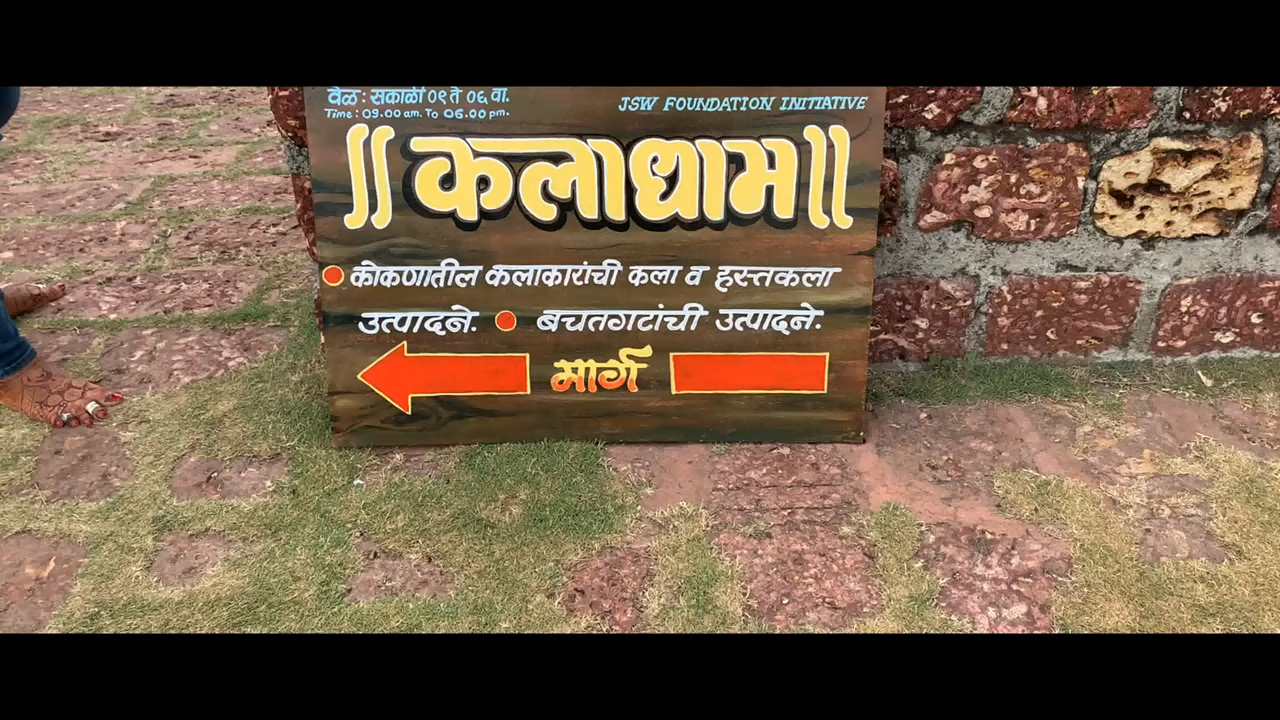 वेळ : सकाळी ०९ ते ०६ वा.
Time : 09.00 am. To 06.00 pm.
JSW FOUNDATION INITIATIVE
॥ कलाधाम ॥
कोकणातील कलाकारांची कला व हस्तकला
उत्पादने. बचतगटांची उत्पादने.
मार्ग